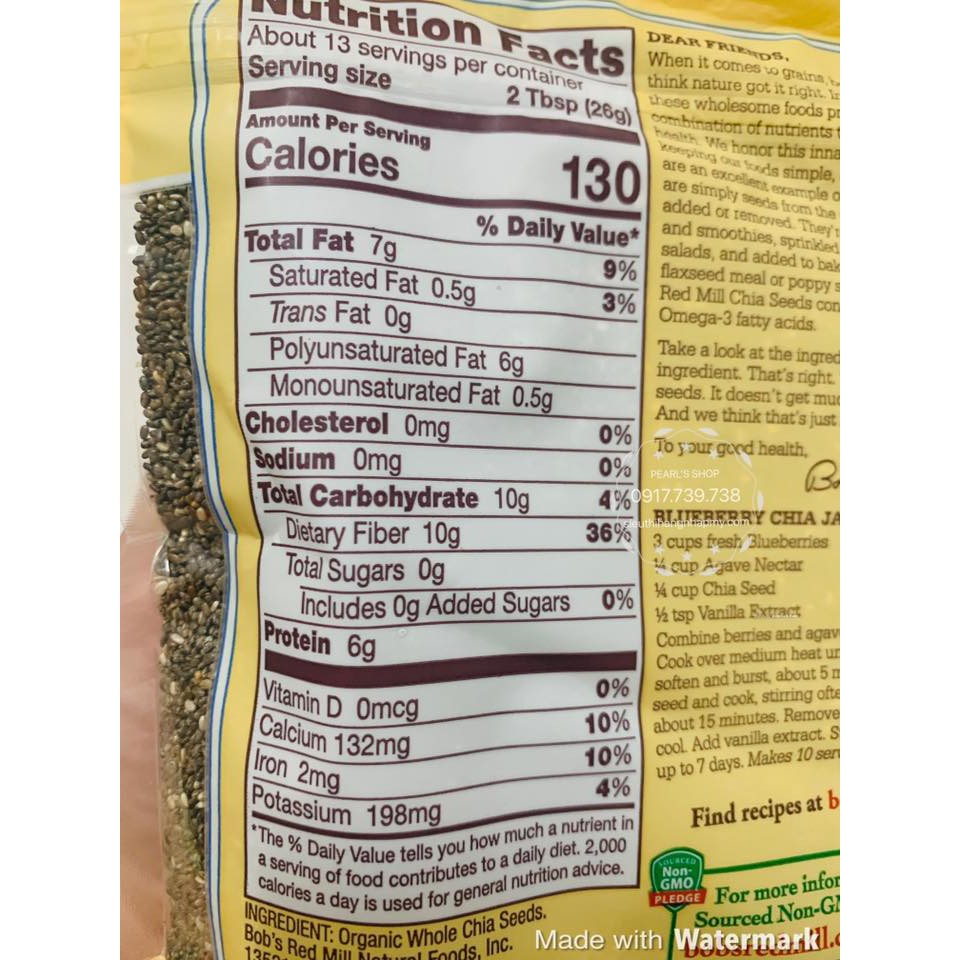 Nutrition Facts
About 13 servings per container
Serving size 2 Tbsp (26g)
Amount Per Serving
Calories 130
% Daily Value*
Total Fat 7g 9%
Saturated Fat 0.5g 3%
Trans Fat 0g
Polyunsaturated Fat 6g
Monounsaturated Fat 0.5g
Cholesterol 0mg 0%
Sodium 0mg 0%
Total Carbohydrate 10g 4%
Dietary Fiber 10g 36%
Total Sugars 0g
Includes 0g Added Sugars 0%
Protein 6g
Vitamin D 0mcg 0%
Calcium 132mg 10%
Iron 2mg 10%
Potassium 198mg 4%
*The % Daily Value tells you how much a nutrient in
a serving of food contributes to a daily diet. 2,000
calories a day is used for general nutrition advice.
INGREDIENT: Organic Whole Chia Seeds.
Bob's Red Mill Natural Foods, Inc.
DEAR FRIENDS,
When it comes to grains,
think nature got it right.
these wholesome foods
combination of nutrients
health. We honor this
keeping our foods simple,
are an excellent example
are simply seeds from the
added or removed.
and smoothies, sprinkled
salads, and added to
flaxseed meal or poppy
Red Mill Chia Seeds
Omega-3 fatty acids.
Take a look at the
ingredient. That's right.
seeds. It doesn't get
And we think that's just
To your good health,
PEARL'S SHOP
0917.739.738
sieuthihangnhapmy.com
BLUEBERRY CHIA
3 cups fresh Blueberries
¼ cup Agave Nectar
¼ cup Chia Seed
½ tsp Vanilla Extract
Combine berries and
Cook over medium heat
soften and burst, about 5
seed and cook, stirring
about 15 minutes. Remove
cool. Add vanilla extract.
up to 7 days. Makes 10
Find recipes at
SOURCED
Non-
GMO
PLEDGE
For more
Sourced
Made with Watermark